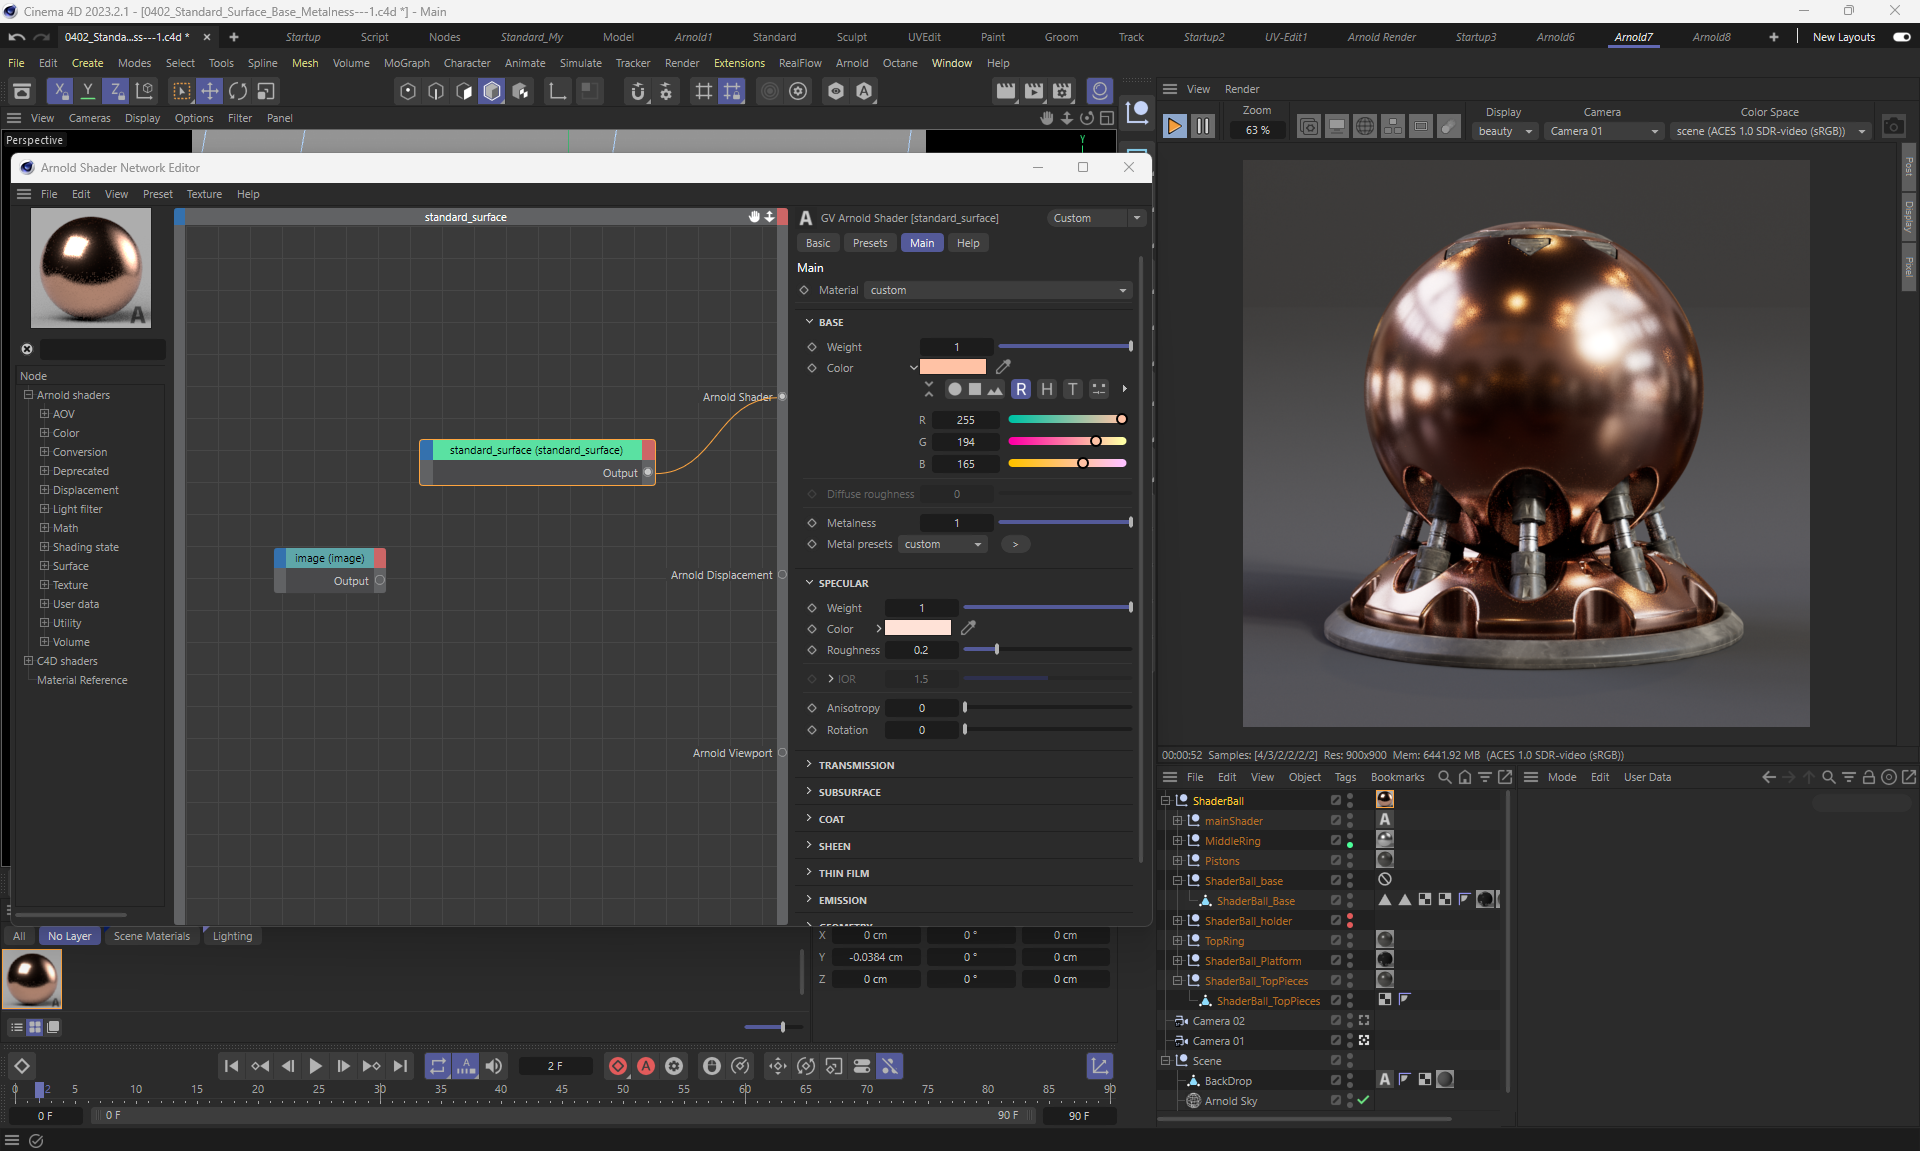 Cinema 4D 2023.2.1 - [0402_Standard_Surface_Base_Metalness---1.c4d *] - Main
0402_Standa...ss---1.c4d * Startup Script Nodes Standard_My Model Arnold1 Standard Sculpt UVEdit Paint Groom Track Startup2 UV-Edit1 Arnold Render Startup3 Arnold6 Arnold7 Arnold8 New Layouts
File Edit Create Modes Select Tools Spline Mesh Volume MoGraph Character Animate Simulate Tracker Render Extensions RealFlow Arnold Octane Window Help
X Y Z
View Cameras Display Options Filter Panel
Perspective
Y
Arnold Shader Network Editor
File Edit View Preset Texture Help
A
Node
Arnold shaders
AOV
Color
Conversion
Deprecated
Displacement
Light filter
Math
Shading state
Surface
Texture
User data
Utility
Volume
C4D shaders
Material Reference
standard_surface
Arnold Shader
standard_surface (standard_surface)
Output
image (image)
Output
Arnold Displacement
Arnold Viewport
GV Arnold Shader [standard_surface] Custom
Basic Presets Main Help
Main
Material custom
BASE
Weight 1
Color
R H T
R 255
G 194
B 165
Diffuse roughness 0
Metalness 1
Metal presets custom >
SPECULAR
Weight 1
Color
Roughness 0.2
IOR 1.5
Anisotropy 0
Rotation 0
TRANSMISSION
SUBSURFACE
COAT
SHEEN
THIN FILM
EMISSION
GEOMETRY
View Render
Zoom Display Camera Color Space
63 % beauty Camera 01 scene (ACES 1.0 SDR-video (sRGB))
Post
Display
Pixel
00:00:52 Samples: [4/3/2/2/2/2] Res: 900x900 Mem: 6441.92 MB (ACES 1.0 SDR-video (sRGB))
File Edit View Object Tags Bookmarks
Mode Edit User Data
ShaderBall
mainShader
MiddleRing
Pistons
ShaderBall_base
ShaderBall_Base
ShaderBall_holder
TopRing
ShaderBall_Platform
ShaderBall_TopPieces
ShaderBall_TopPieces
Camera 02
Camera 01
Scene
BackDrop
Arnold Sky
All No Layer Scene Materials Lighting
X 0 cm 0 ° 0 cm
Y -0.0384 cm 0 ° 0 cm
Z 0 cm 0 ° 0 cm
2 F
0 2 5 10 15 20 25 30 35 40 45 50 55 60 65 70 75 80 85 90
0 F 0 F 90 F 90 F